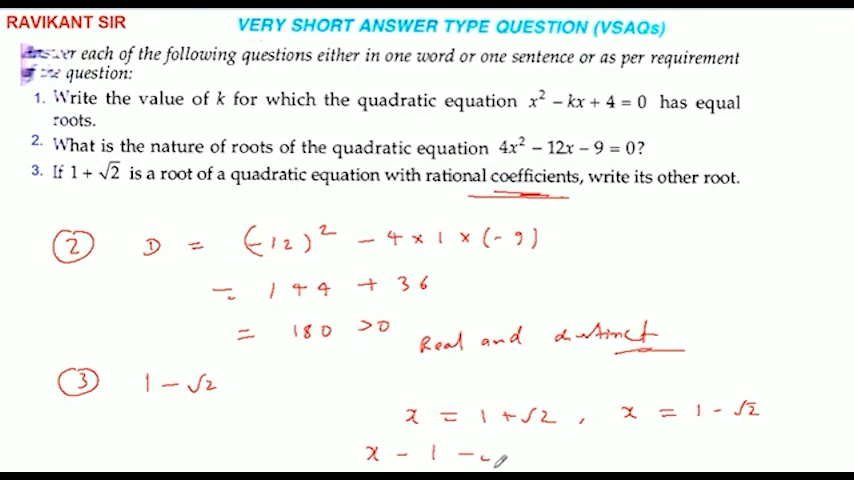 RAVIKANT SIR
VERY SHORT ANSWER TYPE QUESTION (VSAQs)
Answer each of the following questions either in one word or one sentence or as per requirement
of the question:
1. Write the value of k for which the quadratic equation x² − kx + 4 = 0 has equal
roots.
2. What is the nature of roots of the quadratic equation 4x² − 12x − 9 = 0?
3. If 1 + √2 is a root of a quadratic equation with rational coefficients, write its other root.
② D = (-12)² - 4 x 1 x (-9)
= 144 + 36
= 180 >0 Real and distinct
③ 1 - √2
x = 1 + √2 , x = 1 - √2
x - 1 -